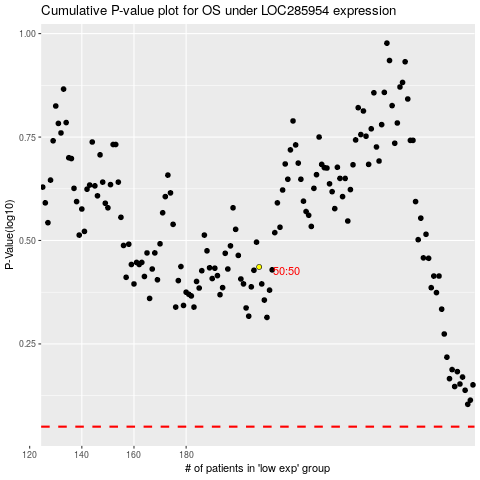 Cumulative P-value plot for OS under LOC285954 expression
P-Value(log10)
1.00
0.75
0.50
0.25
50:50
120 140 160 180
# of patients in 'low exp' group